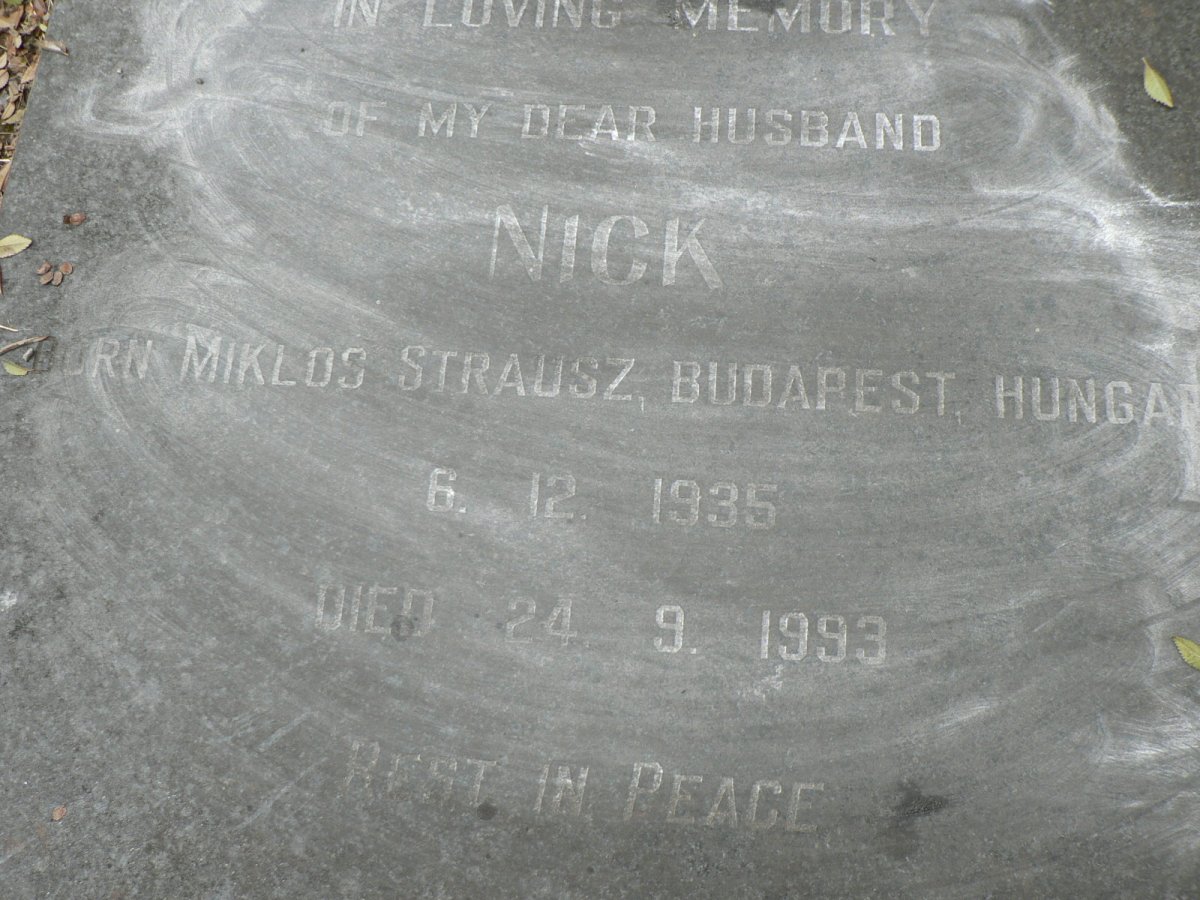 IN LOVING MEMORY
OF MY DEAR HUSBAND
NICK
BORN MIKLOS STRAUSZ, BUDAPEST, HUNGAR
6. 12. 1935
DIED 24 9. 1993
REST IN PEACE